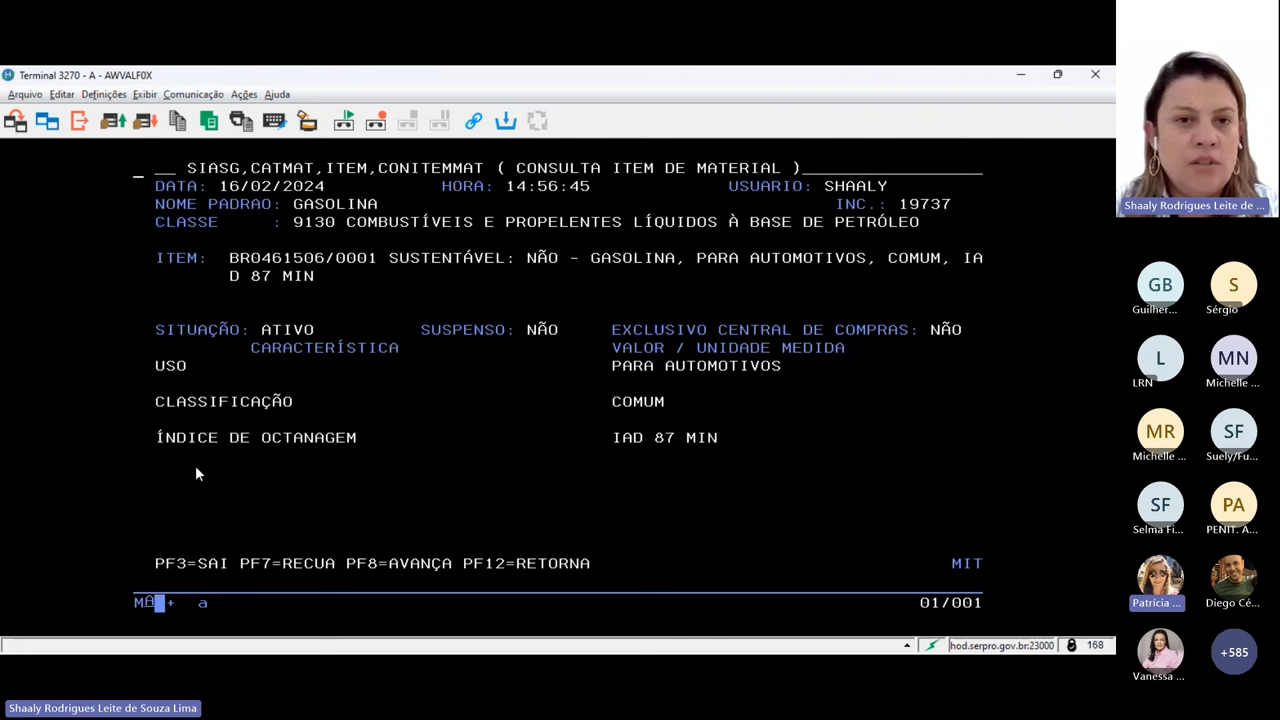 Terminal 3270 - A - AWVALF0X
Arquivo Editar Definições Exibir Comunicação Ações Ajuda
__ SIASG,CATMAT,ITEM,CONITEMMAT ( CONSULTA ITEM DE MATERIAL )
DATA: 16/02/2024 HORA: 14:56:45 USUARIO: SHAALY
NOME PADRAO: GASOLINA INC.: 19737
CLASSE : 9130 COMBUSTÍVEIS E PROPELENTES LÍQUIDOS À BASE DE PETRÓLEO
ITEM: BR0461506/0001 SUSTENTÁVEL: NÃO - GASOLINA, PARA AUTOMOTIVOS, COMUM, IA
D 87 MIN
SITUAÇÃO: ATIVO SUSPENSO: NÃO EXCLUSIVO CENTRAL DE COMPRAS: NÃO
CARACTERÍSTICA VALOR / UNIDADE MEDIDA
USO PARA AUTOMOTIVOS
CLASSIFICAÇÃO COMUM
ÍNDICE DE OCTANAGEM IAD 87 MIN
PF3=SAI PF7=RECUA PF8=AVANÇA PF12=RETORNA MIT
MA + a 01/001
hod.serpro.gov.br:23000 168
Shaaly Rodrigues Leite de Souza Lima
Shaaly Rodrigues Leite de ...
GB S
Guilher... Sérgio
L MN
LRN Michelle ...
MR SF
Michelle ... Suely/Fu...
SF PA
Selma Fi... PENIT. A...
Patrícia ... Diego Cé...
Vanessa ... +585